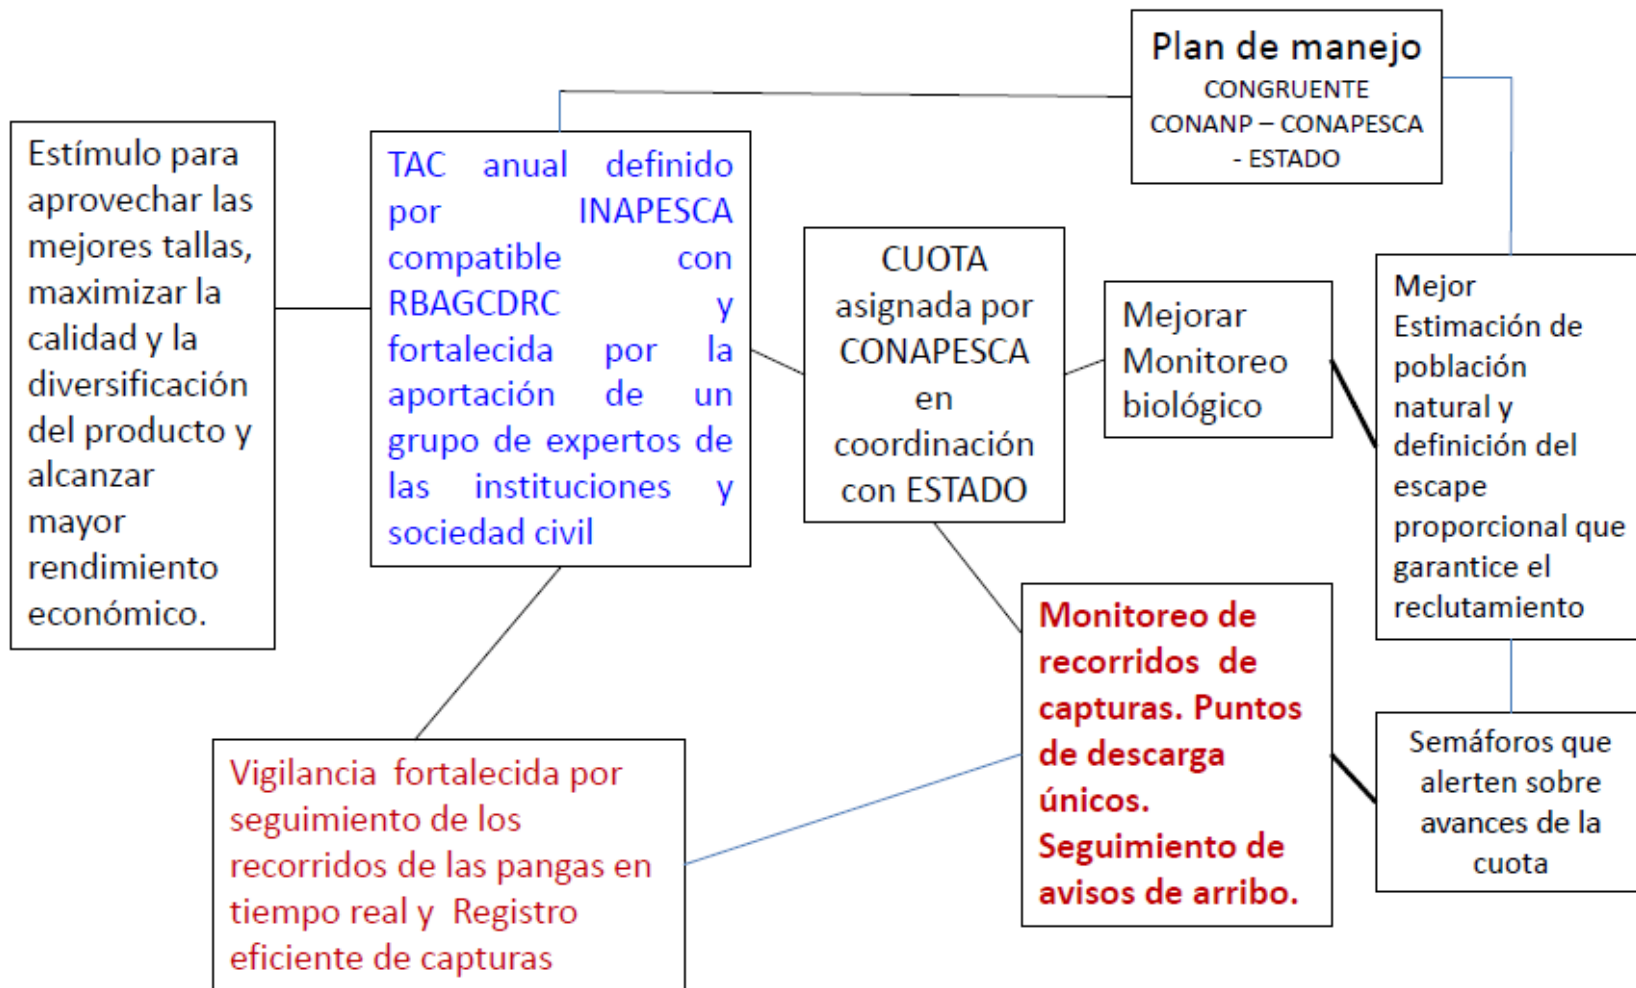 Plan de manejo
CONGRUENTE
CONANP – CONAPESCA
- ESTADO
Estímulo para
aprovechar las
mejores tallas,
maximizar la
calidad y la
diversificación
del producto y
alcanzar
mayor
rendimiento
económico.
TAC anual definido
por INAPESCA
compatible con
RBAGCDRC y
fortalecida por la
aportación de un
grupo de expertos de
las instituciones y
sociedad civil
CUOTA
asignada por
CONAPESCA
en
coordinación
con ESTADO
Mejorar
Monitoreo
biológico
Mejor
Estimación de
población
natural y
definición del
escape
proporcional que
garantice el
reclutamiento
Monitoreo de
recorridos de
capturas. Puntos
de descarga
únicos.
Seguimiento de
avisos de arribo.
Semáforos que
alerten sobre
avances de la
cuota
Vigilancia fortalecida por
seguimiento de los
recorridos de las pangas en
tiempo real y Registro
eficiente de capturas